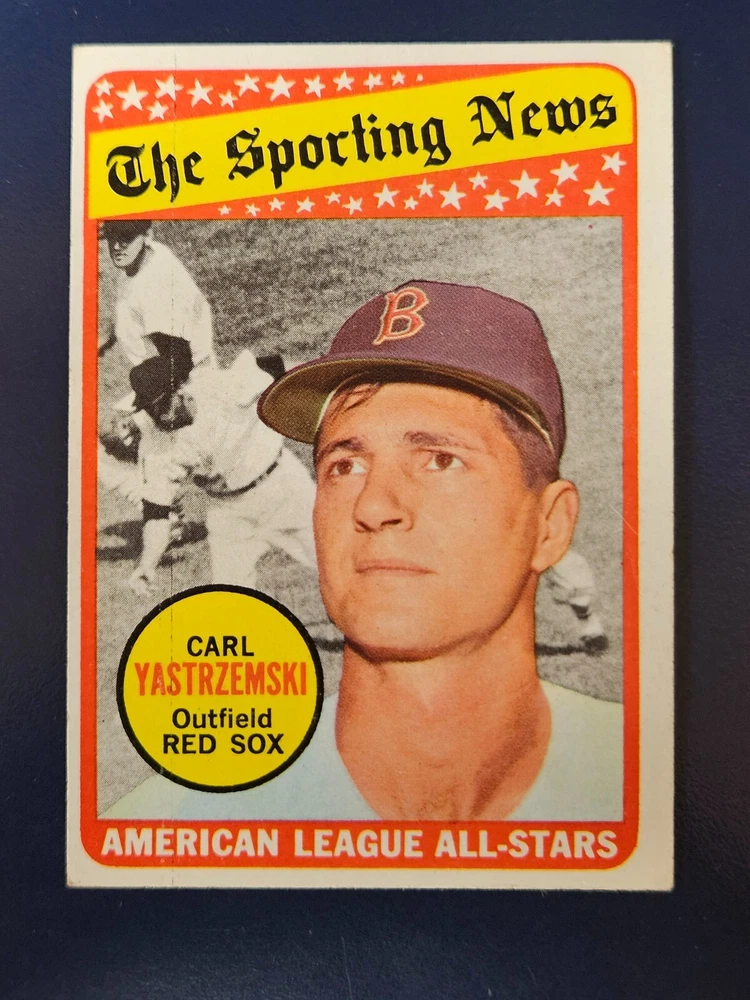 The Sporting News
B
CARL
YASTRZEMSKI
Outfield
RED SOX
AMERICAN LEAGUE ALL-STARS